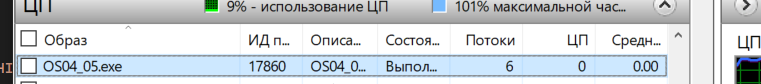 ЦП 9% - использование ЦП 101% максимальной час...
Образ ИД п... Описа... Состоя... Потоки ЦП Средн...
OS04_05.exe 17860 OS04_0... Выпол... 6 0 0.00
ЦП